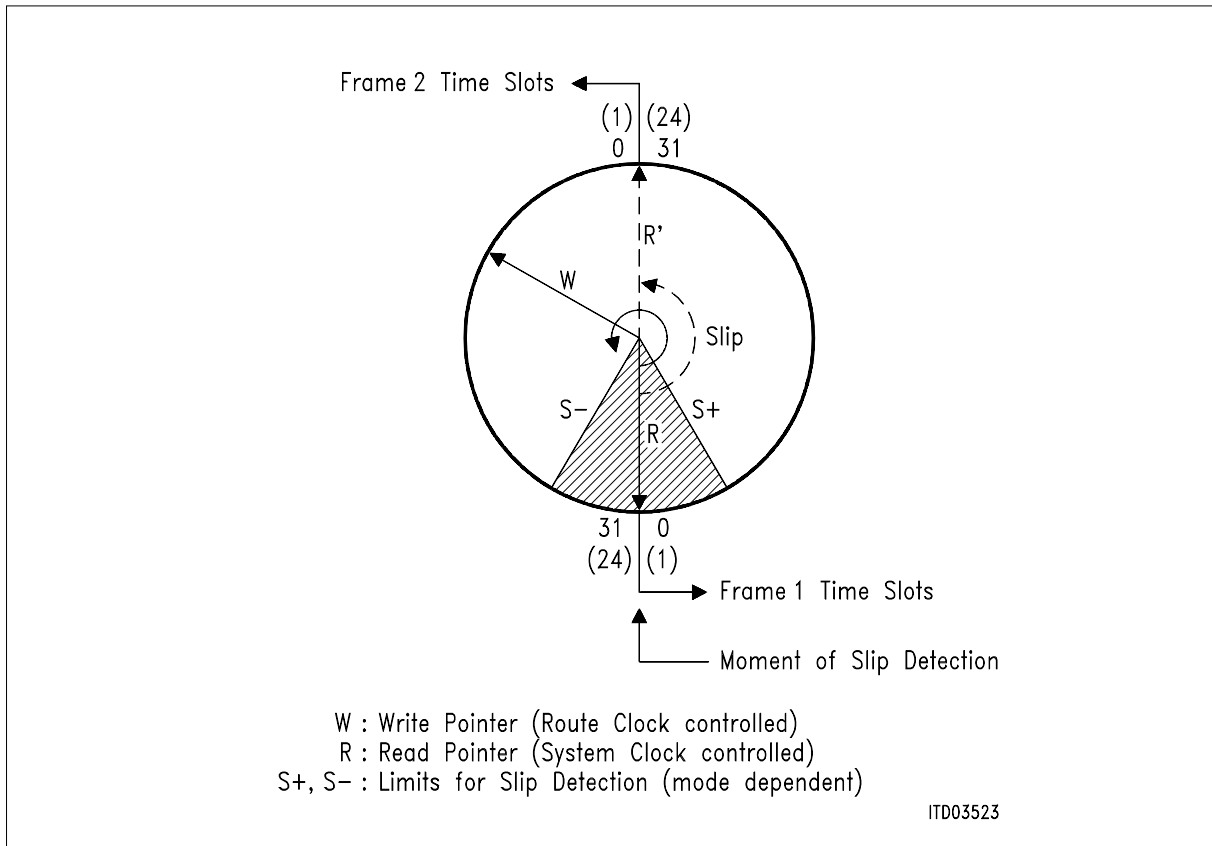 Frame 2 Time Slots
(1) (24)
0 31
R'
W
Slip
S- S+
R
31 0
(24) (1)
Frame 1 Time Slots
Moment of Slip Detection
W : Write Pointer (Route Clock controlled)
R : Read Pointer (System Clock controlled)
S+, S- : Limits for Slip Detection (mode dependent)
ITD03523